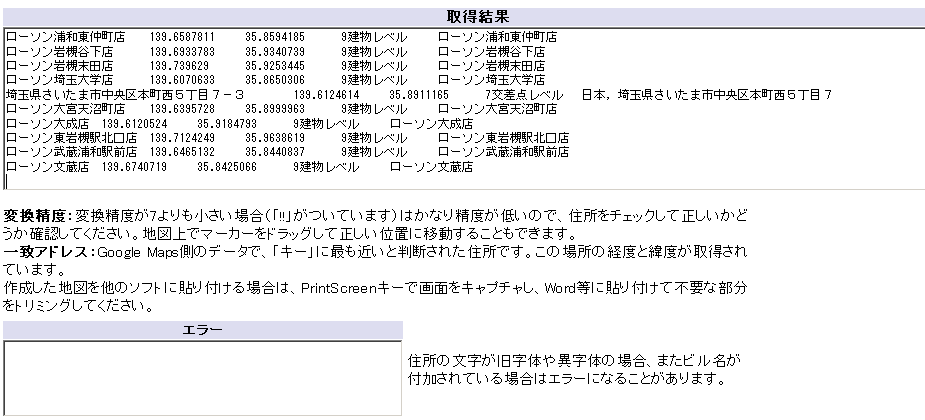 取得結果
ローソン浦和東仲町店 139.6587811 35.8594185 9建物レベル ローソン浦和東仲町店
ローソン岩槻谷下店 139.6933783 35.9340739 9建物レベル ローソン岩槻谷下店
ローソン岩槻末田店 139.739629 35.9253445 9建物レベル ローソン岩槻末田店
ローソン埼玉大学店 139.6070633 35.8650306 9建物レベル ローソン埼玉大学店
埼玉県さいたま市中央区本町西５丁目７－３ 139.6124614 35.8911165 7交差点レベル 日本, 埼玉県さいたま市中央区本町西５丁目７
ローソン大宮天沼町店 139.6395728 35.8999963 9建物レベル ローソン大宮天沼町店
ローソン大成店 139.6120524 35.9184793 9建物レベル ローソン大成店
ローソン東岩槻駅北口店 139.7124249 35.9638619 9建物レベル ローソン東岩槻駅北口店
ローソン武蔵浦和駅前店 139.6465132 35.8440837 9建物レベル ローソン武蔵浦和駅前店
ローソン文蔵店 139.6740719 35.8425066 9建物レベル ローソン文蔵店
変換精度：変換精度が7よりも小さい場合（「!!」がついています）はかなり精度が低いので、住所をチェックして正しいかど
うか確認してください。地図上でマーカーをドラッグして正しい位置に移動することもできます。
一致アドレス：Google Maps側のデータで、「キー」に最も近いと判断された住所です。この場所の経度と緯度が取得され
ています。
作成した地図を他のソフトに貼り付ける場合は、PrintScreenキーで画面をキャプチャし、Word等に貼り付けて不要な部分
をトリミングしてください。
エラー
住所の文字が旧字体や異字体の場合、またビル名が
付加されている場合はエラーになることがあります。